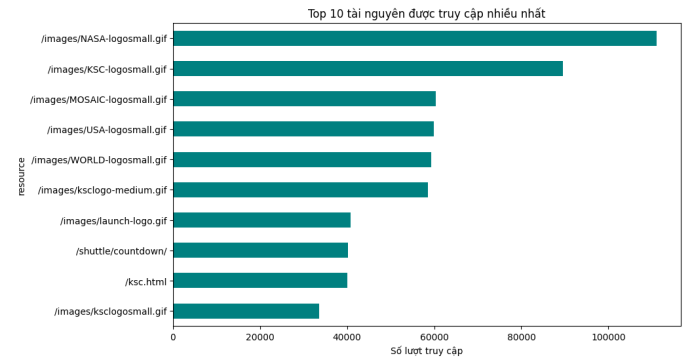 Top 10 tài nguyên được truy cập nhiều nhất
resource
/images/NASA-logosmall.gif
/images/KSC-logosmall.gif
/images/MOSAIC-logosmall.gif
/images/USA-logosmall.gif
/images/WORLD-logosmall.gif
/images/ksclogo-medium.gif
/images/launch-logo.gif
/shuttle/countdown/
/ksc.html
/images/ksclogosmall.gif
0 20000 40000 60000 80000 100000
Số lượt truy cập